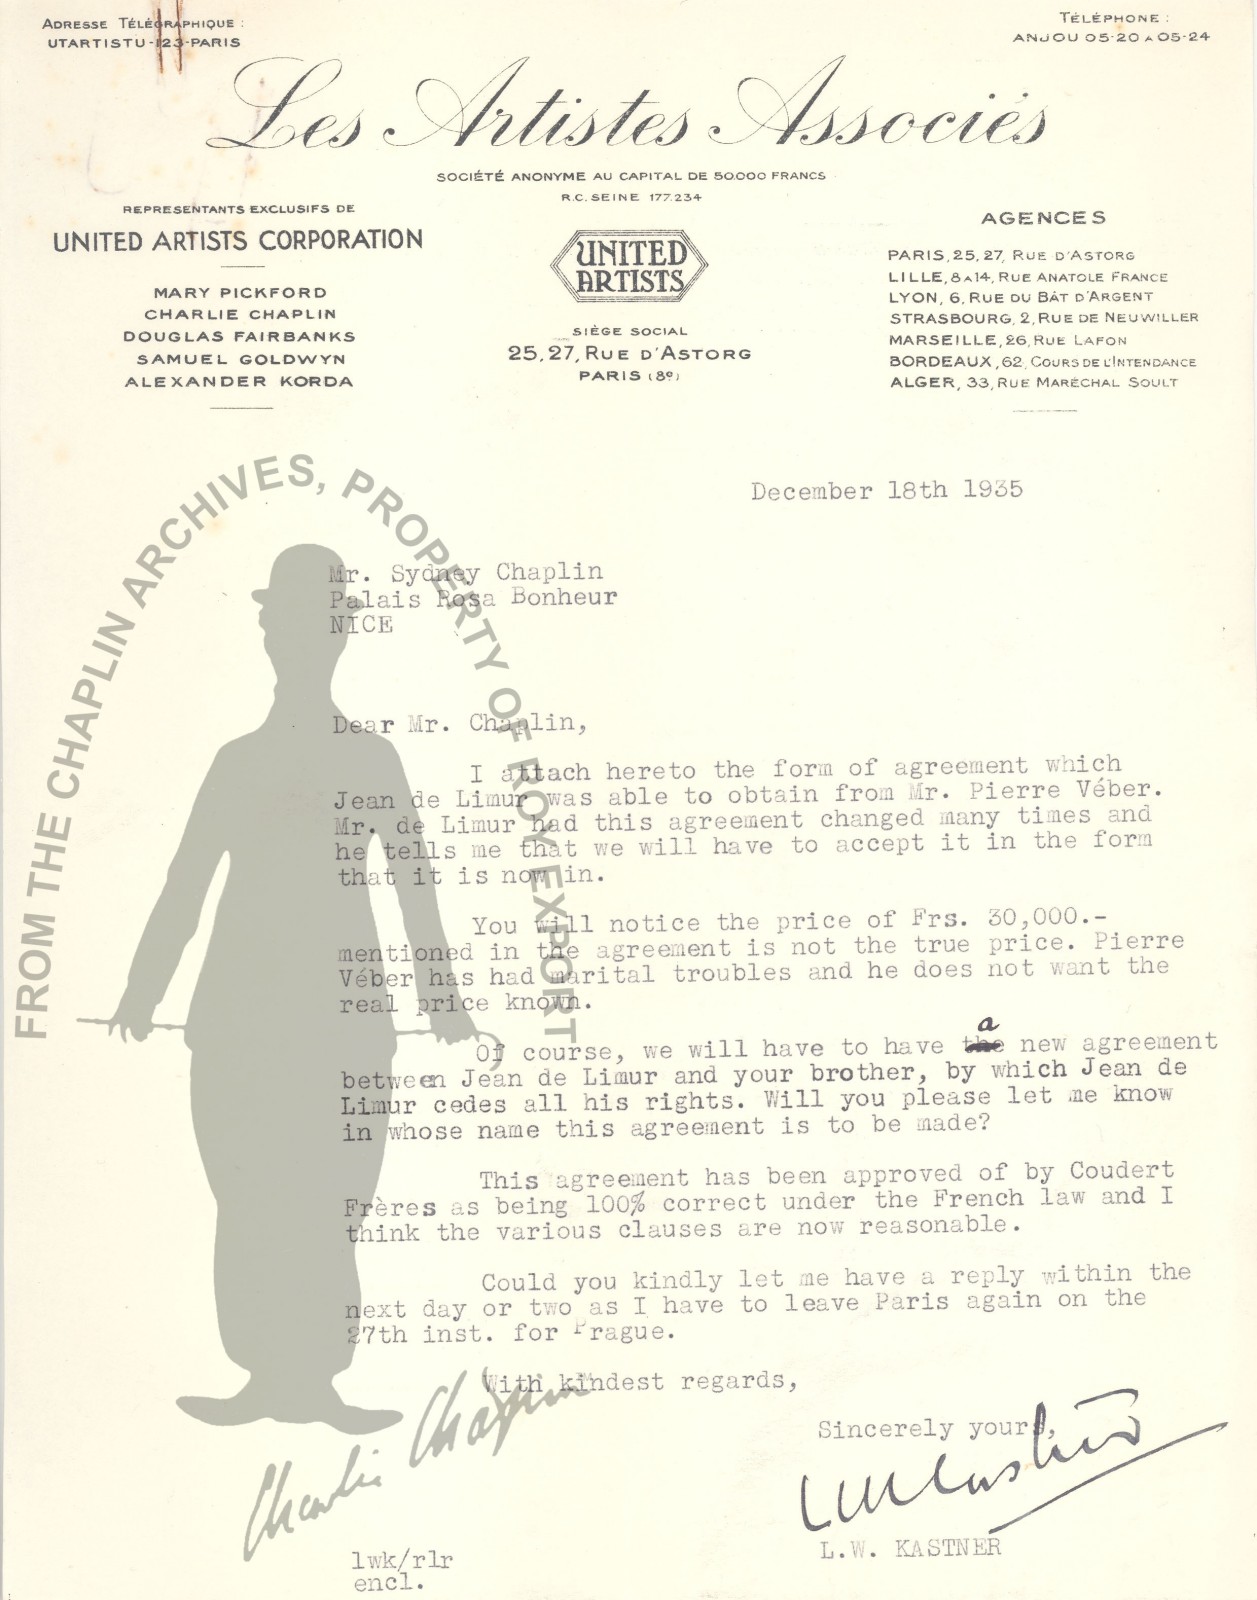 ADRESSE TÉLÉGRAPHIQUE :
UTARTISTU-123-PARIS
TÉLÉPHONE :
ANJOU 05-20 A 05-24
Les Artistes Associés
SOCIÉTÉ ANONYME AU CAPITAL DE 50.000 FRANCS
R.C. SEINE 177.234
REPRESENTANTS EXCLUSIFS DE
UNITED ARTISTS CORPORATION
MARY PICKFORD
CHARLIE CHAPLIN
DOUGLAS FAIRBANKS
SAMUEL GOLDWYN
ALEXANDER KORDA
UNITED
ARTISTS
SIÈGE SOCIAL
25, 27, RUE D'ASTORG
PARIS (8e)
AGENCES
PARIS, 25, 27, RUE D'ASTORG
LILLE, 8 A 14, RUE ANATOLE FRANCE
LYON, 6, RUE DU BÂT D'ARGENT
STRASBOURG, 2, RUE DE NEUWILLER
MARSEILLE, 26, RUE LAFON
BORDEAUX, 62, COURS DE L'INTENDANCE
ALGER, 33, RUE MARÉCHAL SOULT
FROM THE CHAPLIN ARCHIVES, PROPERTY OF ROY EXPORT
December 18th 1935
Mr. Sydney Chaplin
Palais Rosa Bonheur
NICE
Dear Mr. Chaplin,
I attach hereto the form of agreement which
Jean de Limur was able to obtain from Mr. Pierre Véber.
Mr. de Limur had this agreement changed many times and
he tells me that we will have to accept it in the form
that it is now in.
You will notice the price of Frs. 30,000.-
mentioned in the agreement is not the true price. Pierre
Véber has had marital troubles and he does not want the
real price known.
a
Of course, we will have to have the new agreement
between Jean de Limur and your brother, by which Jean de
Limur cedes all his rights. Will you please let me know
in whose name this agreement is to be made?
This agreement has been approved of by Coudert
Frères as being 100% correct under the French law and I
think the various clauses are now reasonable.
Could you kindly let me have a reply within the
next day or two as I have to leave Paris again on the
27th inst. for Prague.
With kindest regards,
Charlie Chaplin
Sincerely yours,
LWKastner
L.W. KASTNER
lwk/rlr
encl.